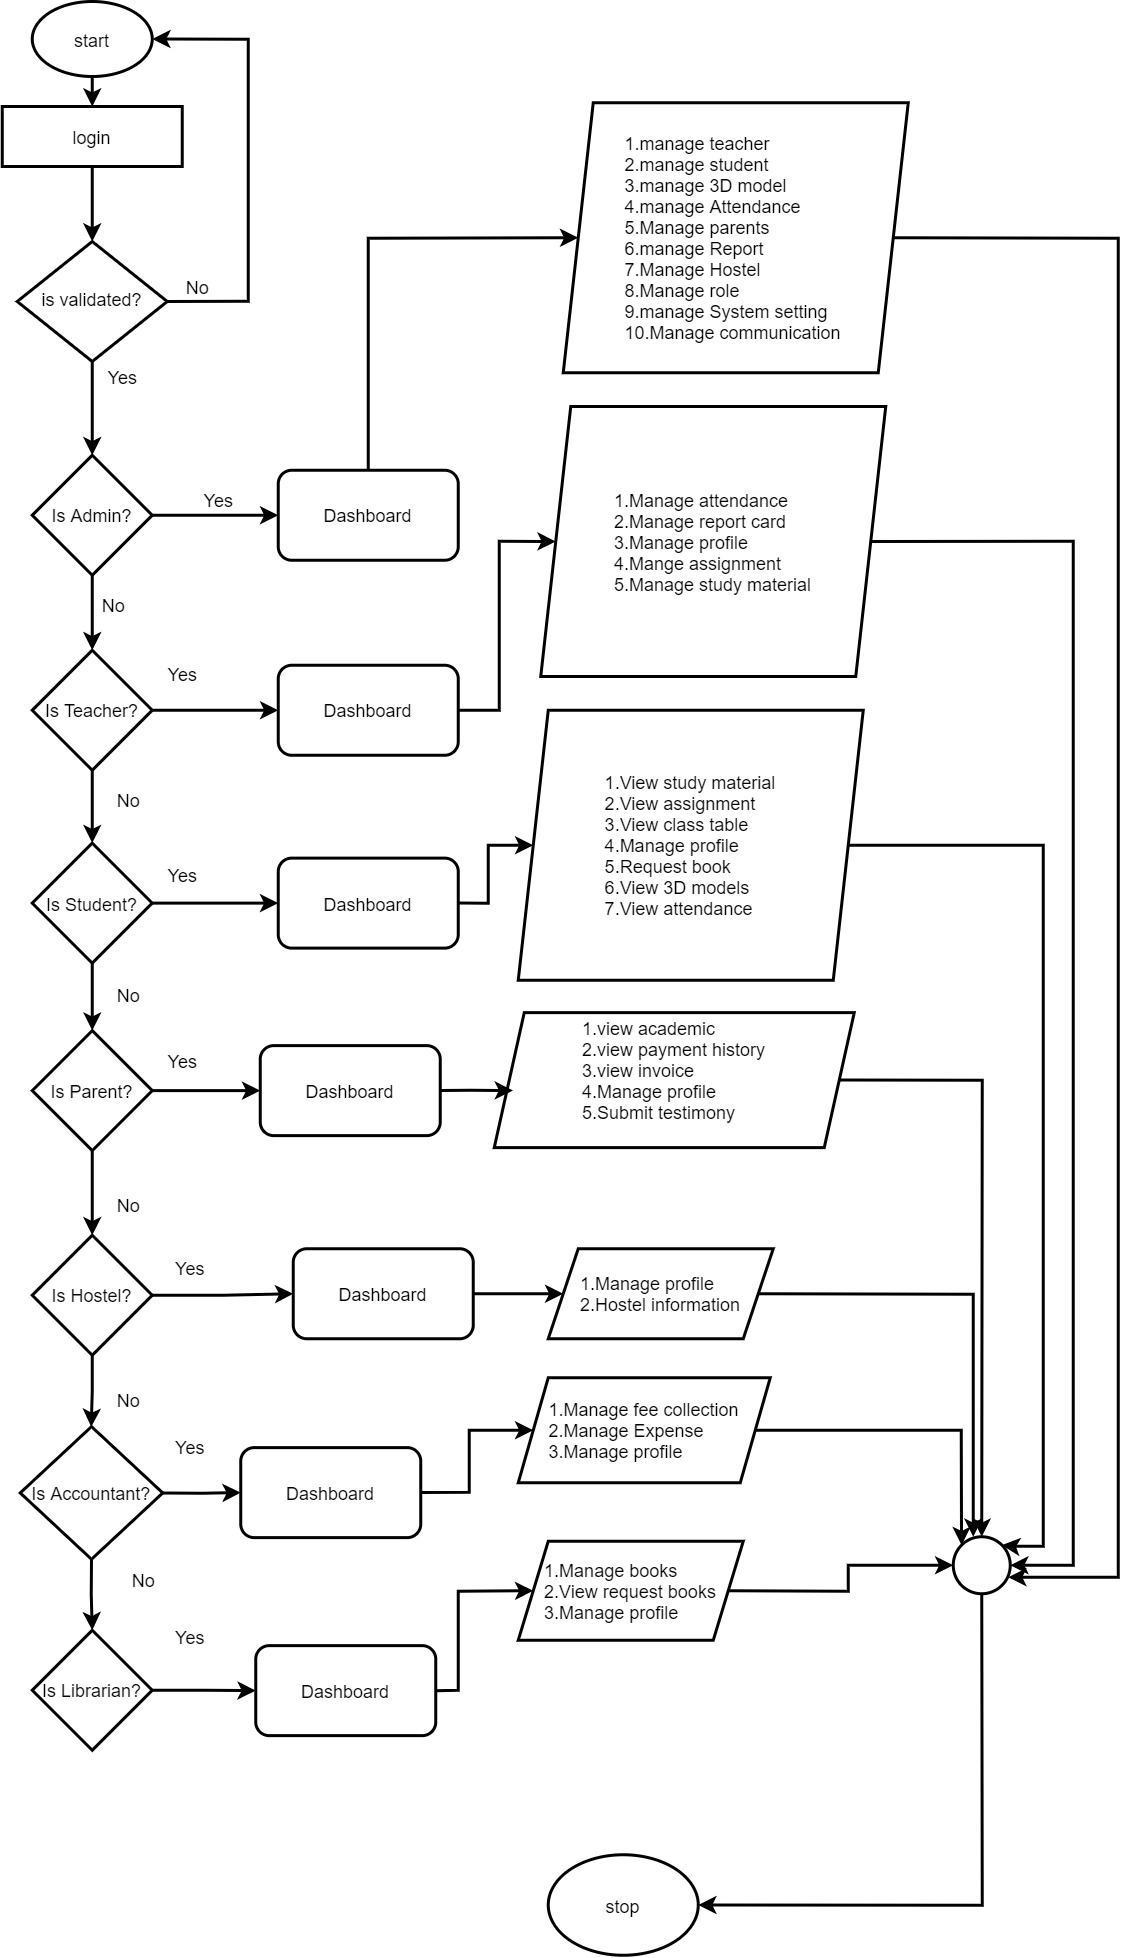 start
login
is validated?
No
Yes
1.manage teacher
2.manage student
3.manage 3D model
4.manage Attendance
5.Manage parents
6.manage Report
7.Manage Hostel
8.Manage role
9.manage System setting
10.Manage communication
Is Admin?
Yes
Dashboard
No
1.Manage attendance
2.Manage report card
3.Manage profile
4.Mange assignment
5.Manage study material
Is Teacher?
Yes
Dashboard
No
1.View study material
2.View assignment
3.View class table
4.Manage profile
5.Request book
6.View 3D models
7.View attendance
Is Student?
Yes
Dashboard
No
1.view academic
2.view payment history
3.view invoice
4.Manage profile
5.Submit testimony
Is Parent?
Yes
Dashboard
No
Is Hostel?
Yes
Dashboard
1.Manage profile
2.Hostel information
No
1.Manage fee collection
2.Manage Expense
3.Manage profile
Is Accountant?
Yes
Dashboard
No
1.Manage books
2.View request books
3.Manage profile
Is Librarian?
Yes
Dashboard
stop